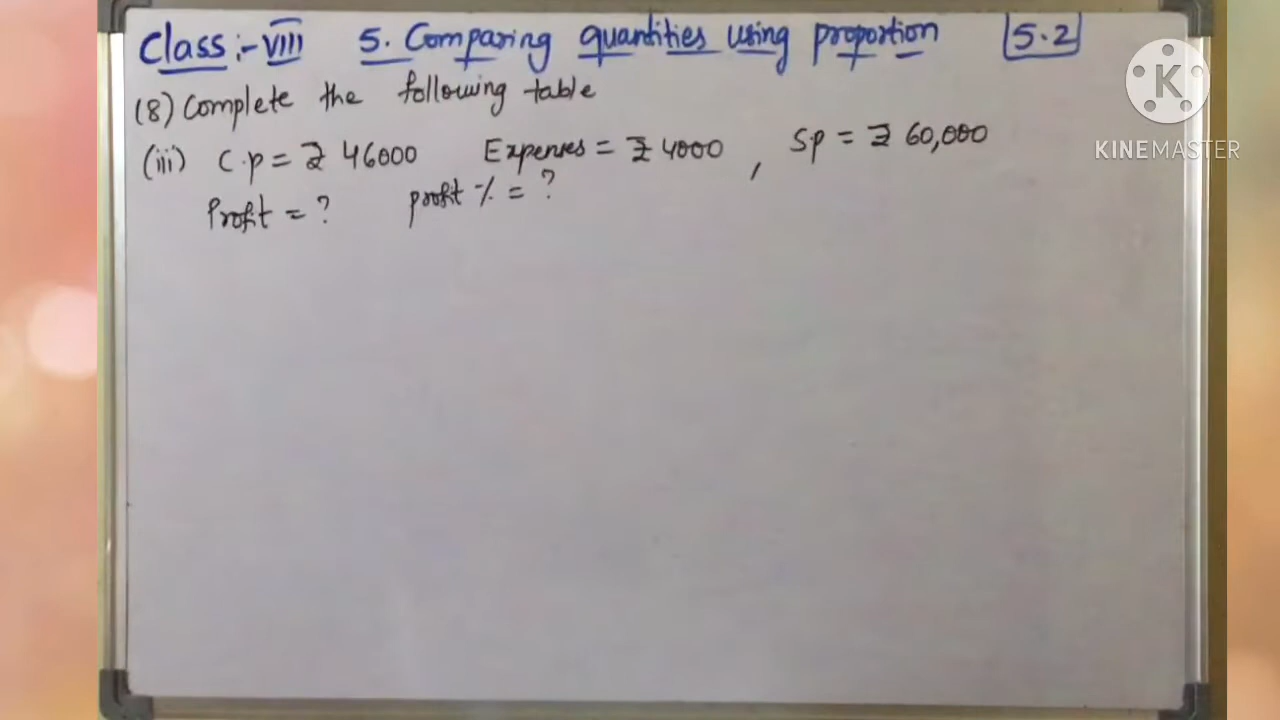 Class:- VIII 5. Comparing quantities using proportion 5.2
(8) Complete the following table
(iii) C.p = ₹ 46000 Expenses = ₹ 4000 , S.p = ₹ 60,000
Profit = ? profit % = ?
K
KINEMASTER